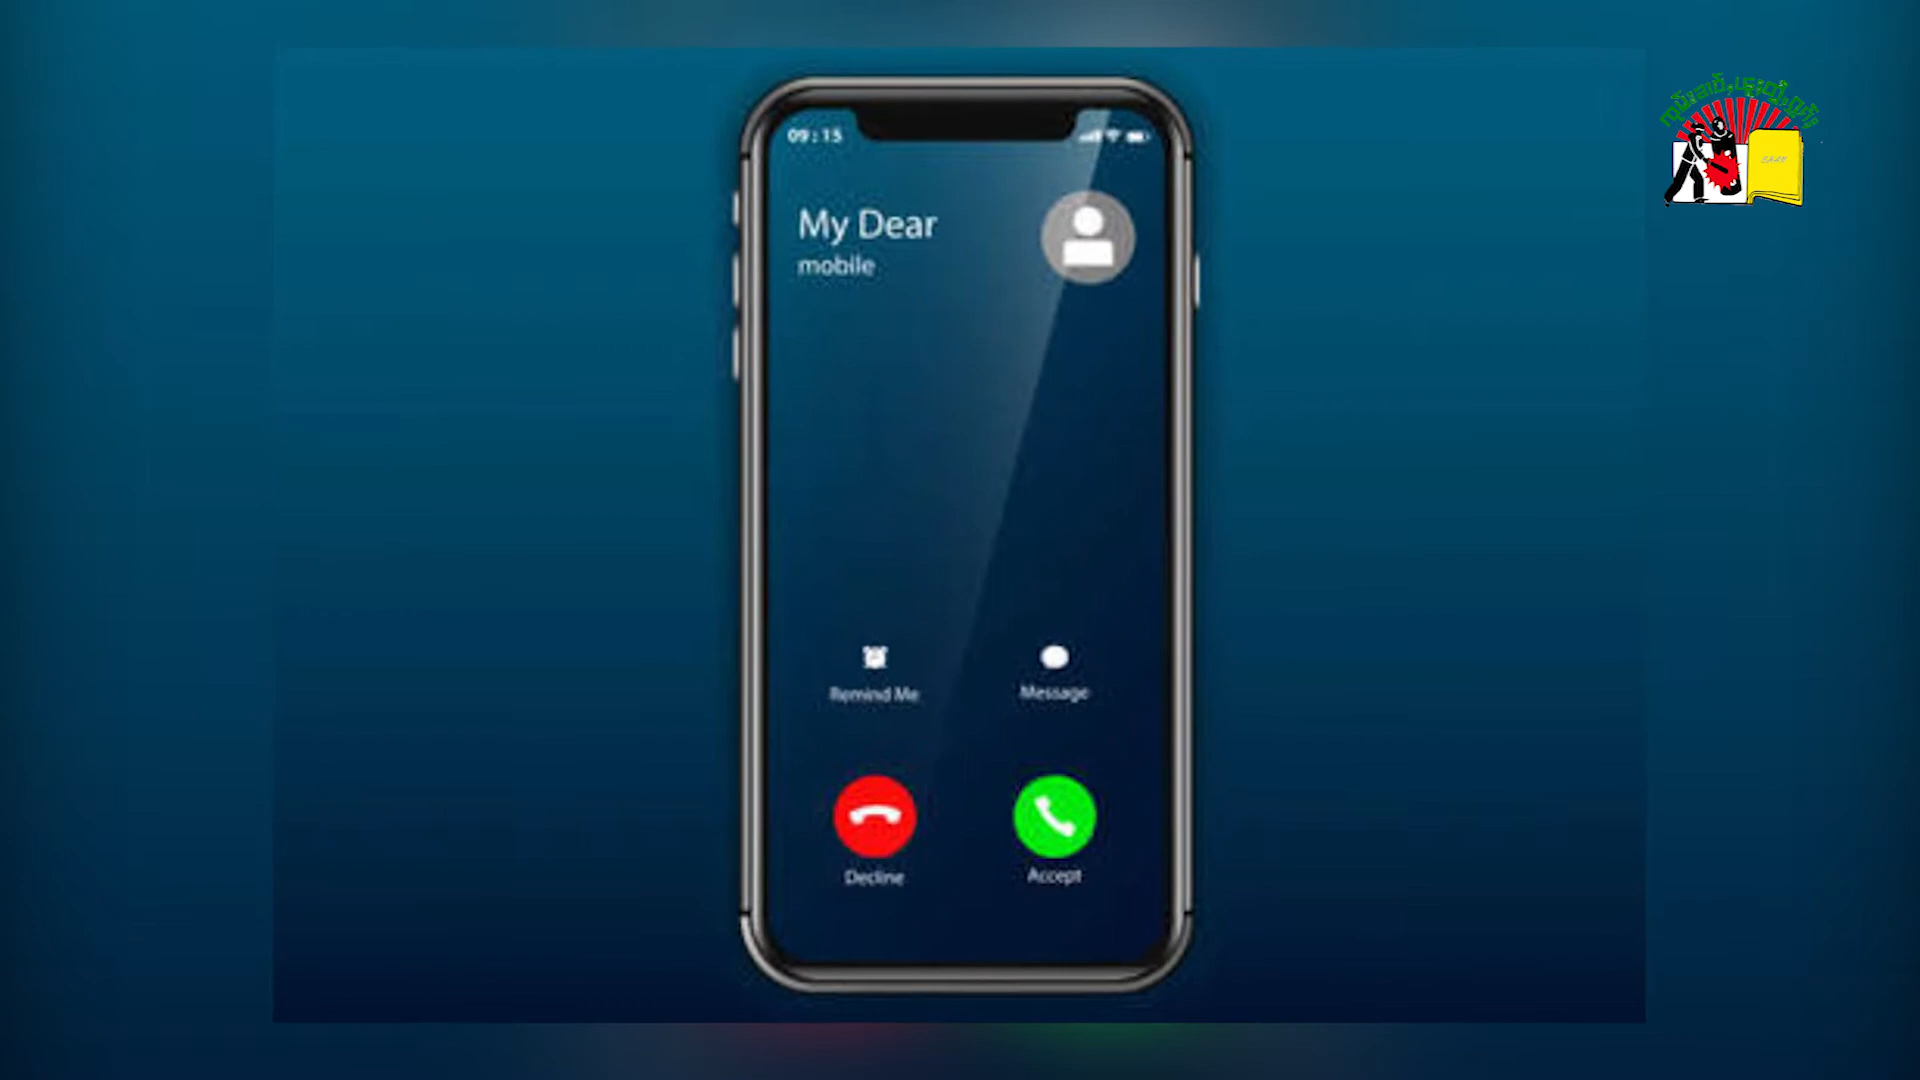 09:15
My Dear
mobile
Remind Me
Message
Decline
Accept